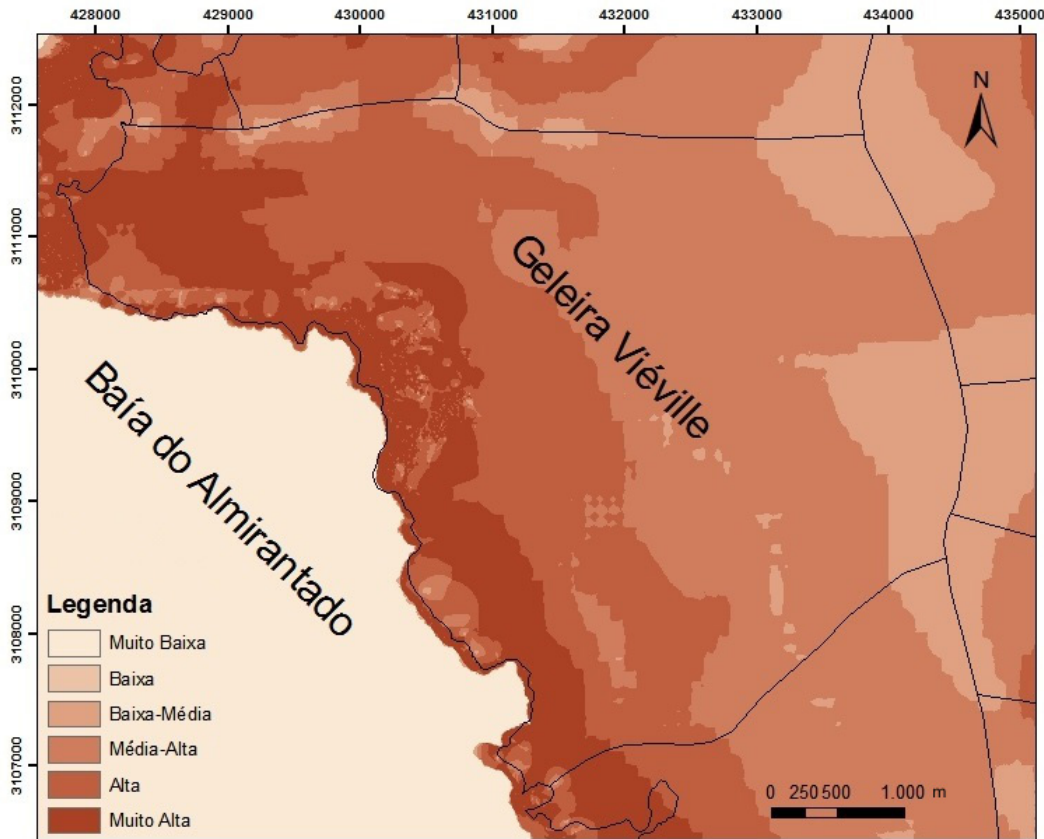 428000 429000 430000 431000 432000 433000 434000 435000
3112000
3111000
3110000
3109000
3108000
3107000
N
Geleira Viéville
Baía do Almirantado
Legenda
Muito Baixa
Baixa
Baixa-Média
Média-Alta
Alta
Muito Alta
0 250 500 1.000 m